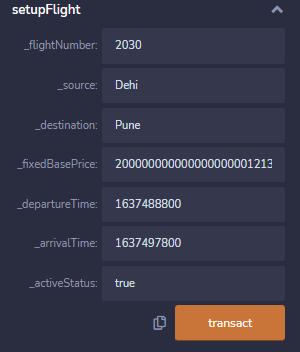 setupFlight
_flightNumber: 2030
_source: Dehi
_destination: Pune
_fixedBasePrice: 200000000000000000001213
_departureTime: 1637488800
_arrivalTime: 1637497800
_activeStatus: true
transact